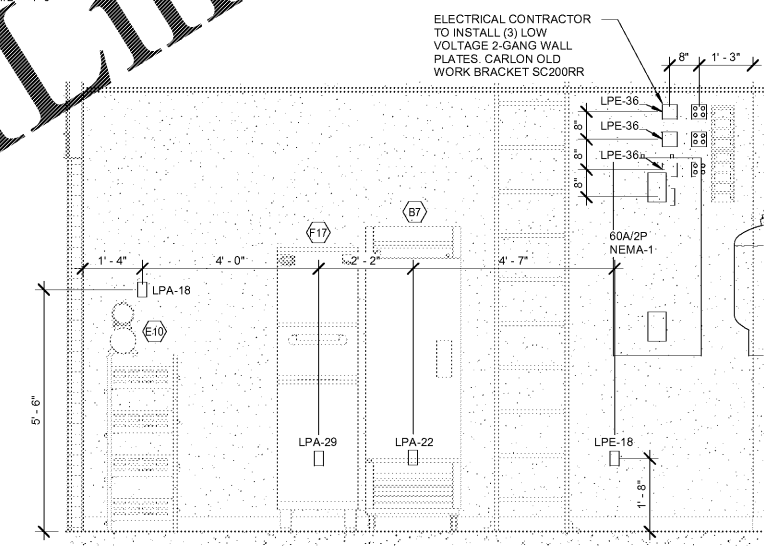 ELECTRICAL CONTRACTOR
TO INSTALL (3) LOW
VOLTAGE 2-GANG WALL
PLATES. CARLON OLD
WORK BRACKET SC200RR
8" 1' - 3"
LPE-36
8"
LPE-36
8"
LPE-36
8"
B7
F17
60A/2P
NEMA-1
1' - 4" 4' - 0" 2' - 2" 4' - 7"
LPA-18
E10
5' - 6"
LPA-29 LPA-22 LPE-18
1' - 8"